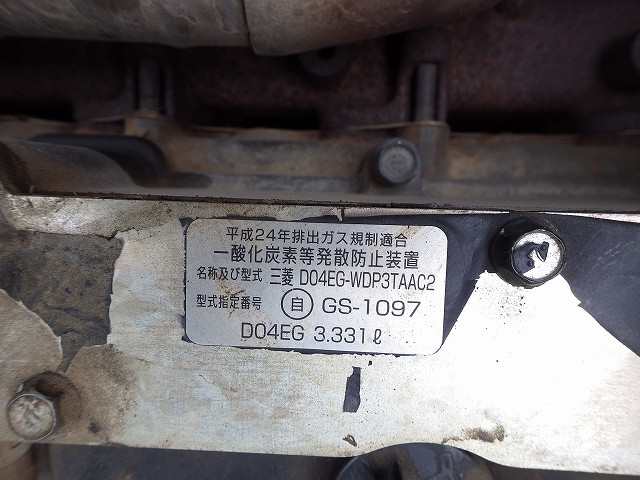 平成24年排出ガス規制適合
一酸化炭素等発散防止装置
名称及び型式 三菱 D04EG-WDP3TAAC2
型式指定番号 自 GS-1097
D04EG 3.331ℓ